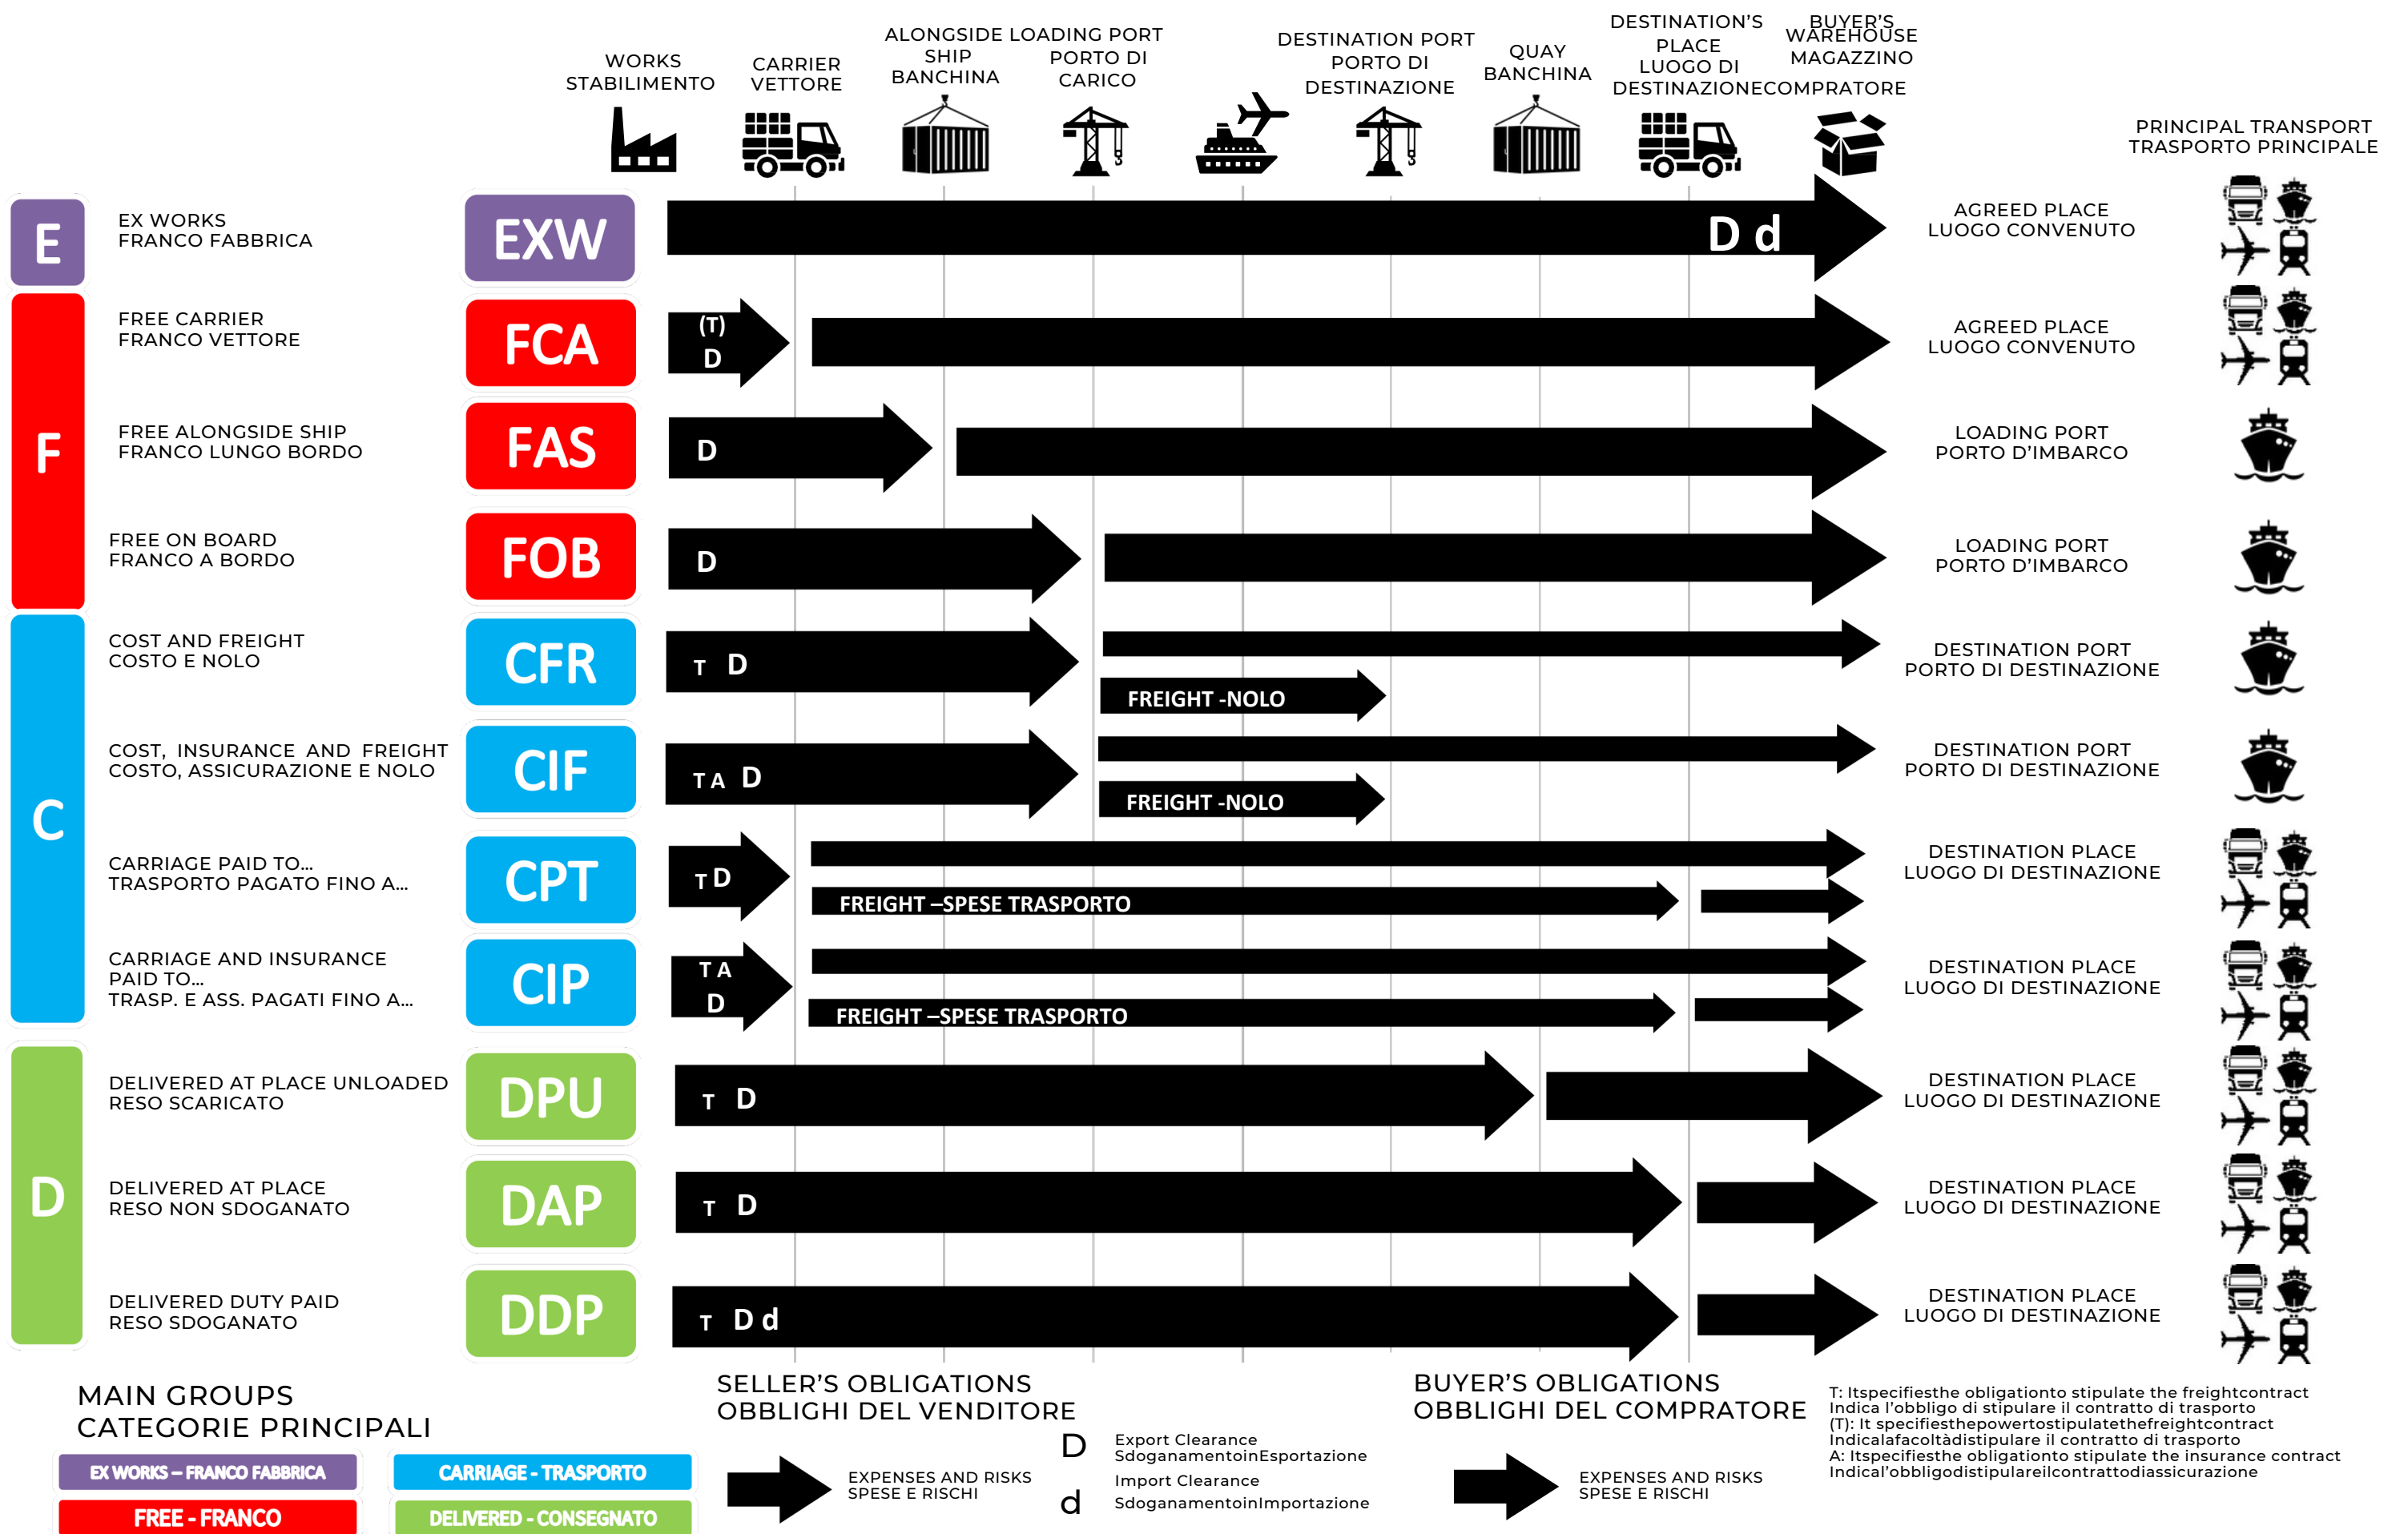 WORKS
STABILIMENTO
CARRIER
VETTORE
ALONGSIDE
SHIP
BANCHINA
LOADING PORT
PORTO DI
CARICO
DESTINATION PORT
PORTO DI
DESTINAZIONE
QUAY
BANCHINA
DESTINATION'S
PLACE
LUOGO DI
DESTINAZIONE
BUYER'S
WAREHOUSE
MAGAZZINO
COMPRATORE
PRINCIPAL TRANSPORT
TRASPORTO PRINCIPALE
E
EX WORKS
FRANCO FABBRICA
EXW
D d
AGREED PLACE
LUOGO CONVENUTO
F
FREE CARRIER
FRANCO VETTORE
FCA
(T)
D
AGREED PLACE
LUOGO CONVENUTO
FREE ALONGSIDE SHIP
FRANCO LUNGO BORDO
FAS
D
LOADING PORT
PORTO D'IMBARCO
FREE ON BOARD
FRANCO A BORDO
FOB
D
LOADING PORT
PORTO D'IMBARCO
C
COST AND FREIGHT
COSTO E NOLO
CFR
T D
FREIGHT -NOLO
DESTINATION PORT
PORTO DI DESTINAZIONE
COST, INSURANCE AND FREIGHT
COSTO, ASSICURAZIONE E NOLO
CIF
T A D
FREIGHT -NOLO
DESTINATION PORT
PORTO DI DESTINAZIONE
CARRIAGE PAID TO...
TRASPORTO PAGATO FINO A...
CPT
T D
FREIGHT –SPESE TRASPORTO
DESTINATION PLACE
LUOGO DI DESTINAZIONE
CARRIAGE AND INSURANCE
PAID TO...
TRASP. E ASS. PAGATI FINO A...
CIP
T A
D
FREIGHT –SPESE TRASPORTO
DESTINATION PLACE
LUOGO DI DESTINAZIONE
D
DELIVERED AT PLACE UNLOADED
RESO SCARICATO
DPU
T D
DESTINATION PLACE
LUOGO DI DESTINAZIONE
DELIVERED AT PLACE
RESO NON SDOGANATO
DAP
T D
DESTINATION PLACE
LUOGO DI DESTINAZIONE
DELIVERED DUTY PAID
RESO SDOGANATO
DDP
T D d
DESTINATION PLACE
LUOGO DI DESTINAZIONE
MAIN GROUPS
CATEGORIE PRINCIPALI
EX WORKS – FRANCO FABBRICA
CARRIAGE - TRASPORTO
FREE - FRANCO
DELIVERED - CONSEGNATO
SELLER'S OBLIGATIONS
OBBLIGHI DEL VENDITORE
EXPENSES AND RISKS
SPESE E RISCHI
D
Export Clearance
SdoganamentoinEsportazione
d
Import Clearance
SdoganamentoinImportazione
BUYER'S OBLIGATIONS
OBBLIGHI DEL COMPRATORE
EXPENSES AND RISKS
SPESE E RISCHI
T: Itspecifiesthe obligationto stipulate the freightcontract
Indica l'obbligo di stipulare il contratto di trasporto
(T): It specifiesthepowertostipulatethefreightcontract
Indicalafacoltàdistipulare il contratto di trasporto
A: Itspecifiesthe obligationto stipulate the insurance contract
Indical'obbligodistipulareilcontrattodiassicurazione